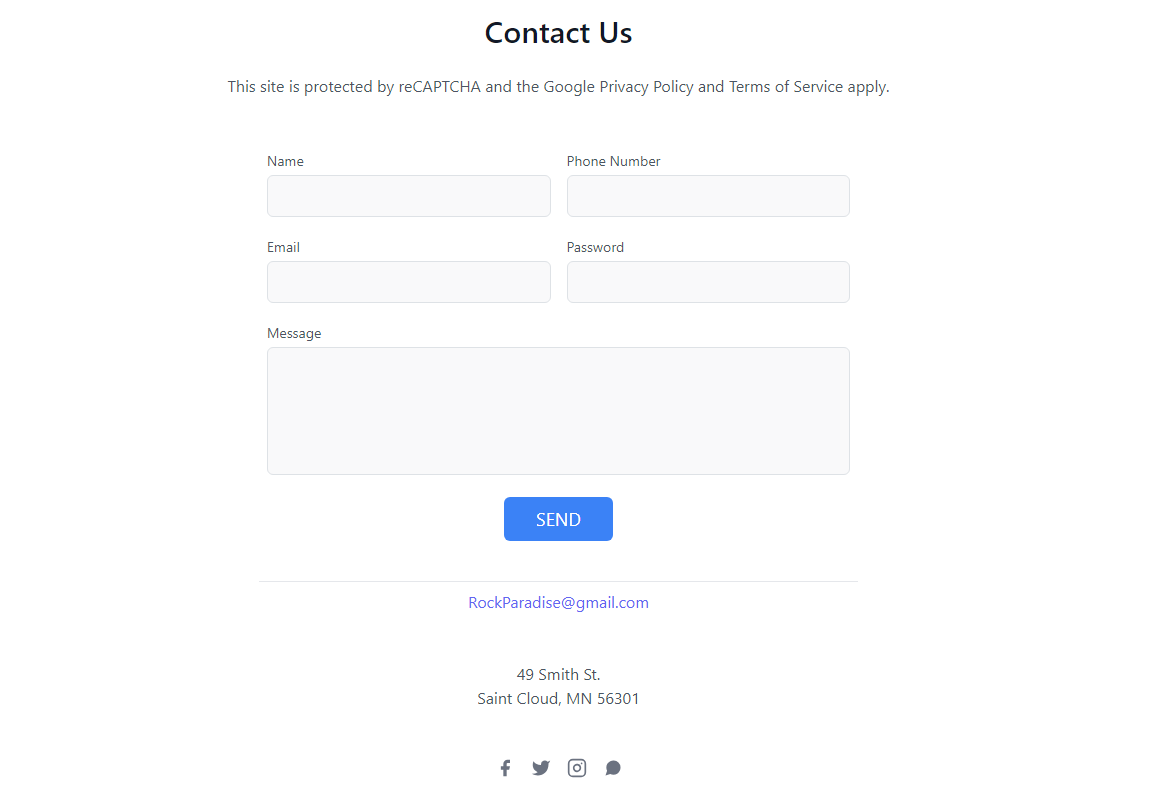 Contact Us
This site is protected by reCAPTCHA and the Google Privacy Policy and Terms of Service apply.
Name
Phone Number
Email
Password
Message
SEND
RockParadise@gmail.com
49 Smith St.
Saint Cloud, MN 56301